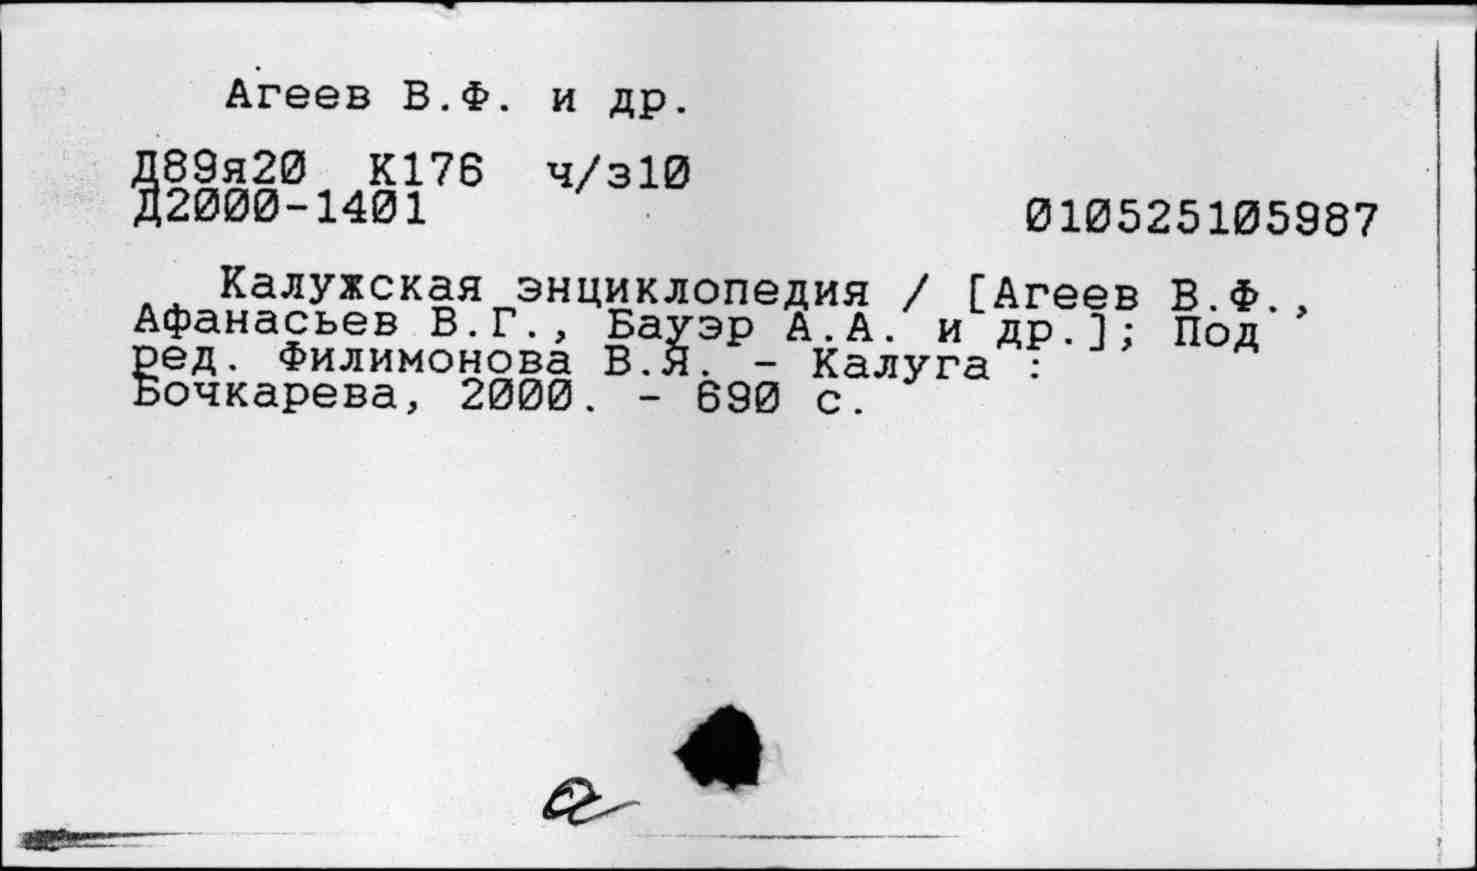 Агеев В.Ф. и др.
Д89я20 К176 ч/з10
Д2000-1401
010525105987
Калужская энциклопедия / [Агеев В.Ф.,
Афанасьев В.Г., Бауэр А.А. и др.]; Под
ред. Филимонова В.Я. - Калуга :
Бочкарева, 2000. - 690 с.